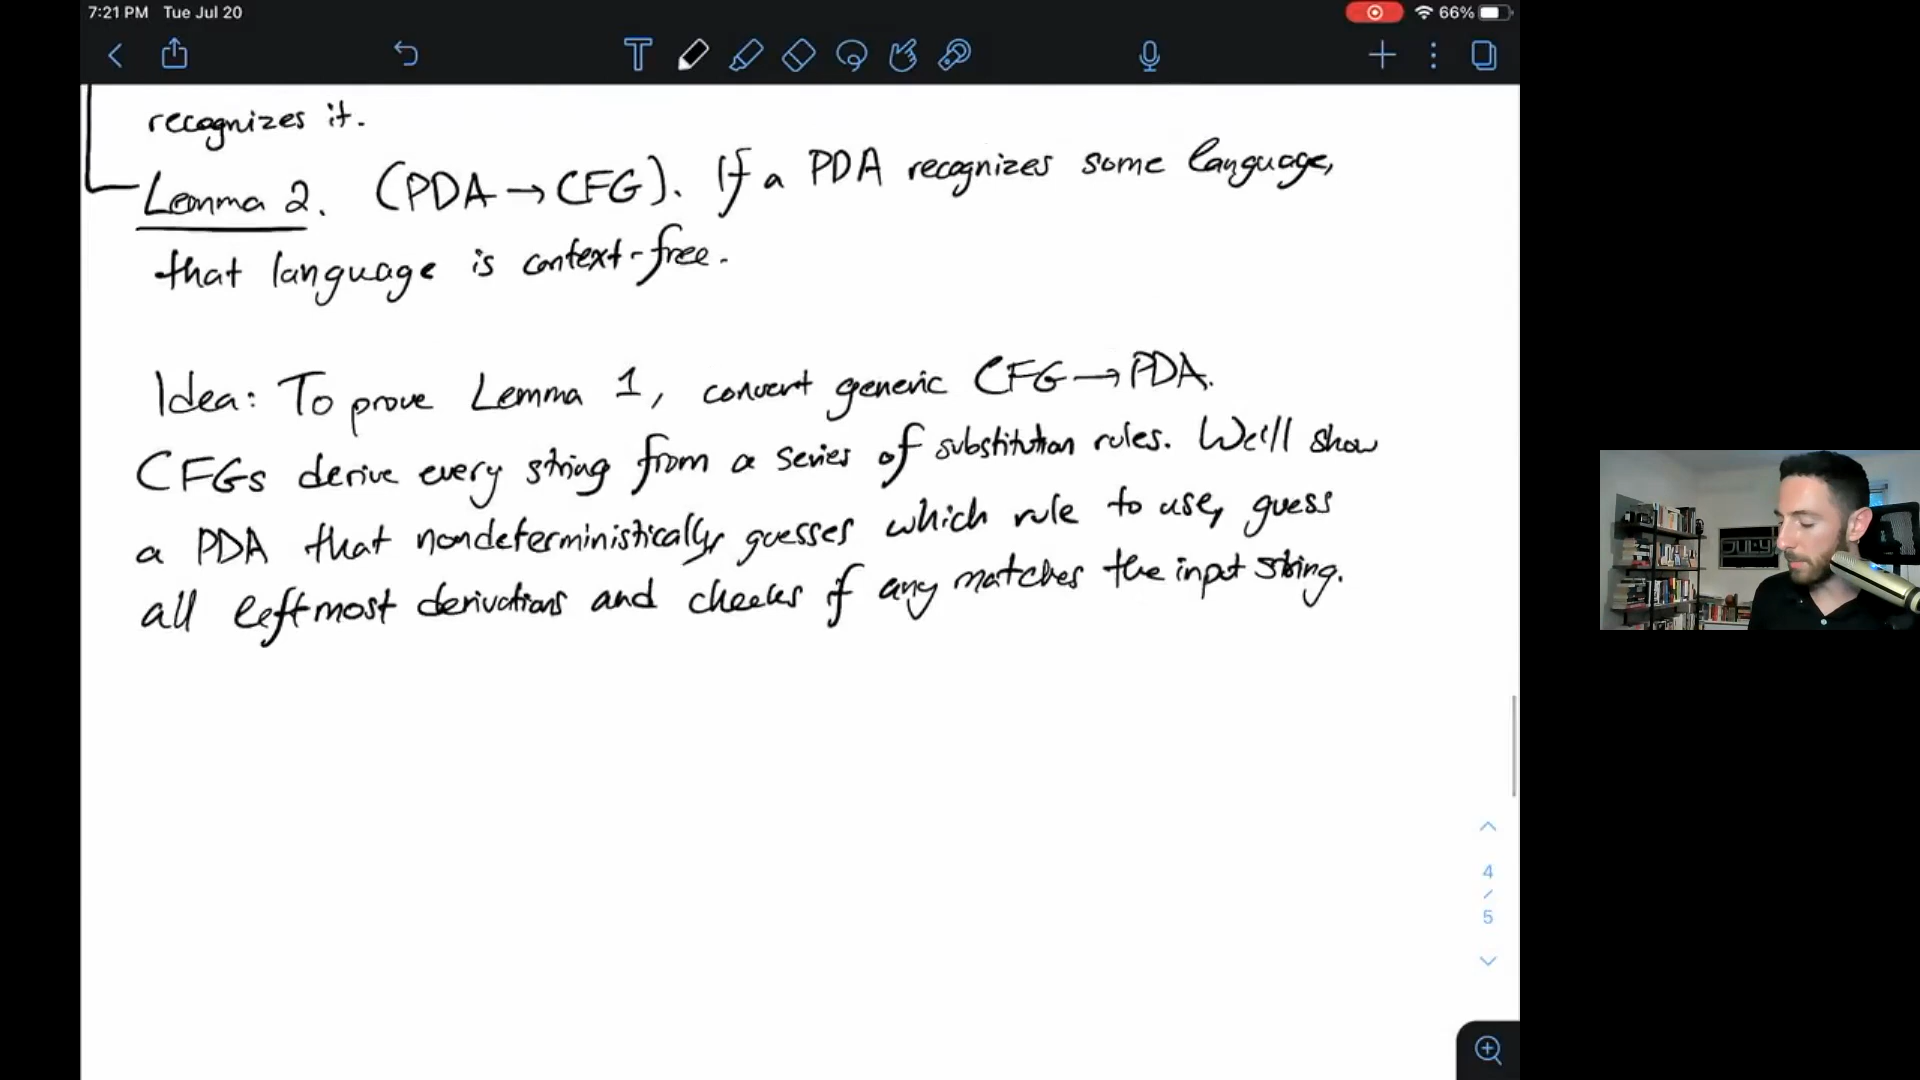 7:21 PM Tue Jul 20
66%
recognizes it.
Lemma 2. (PDA → CFG). If a PDA recognizes some language,
that language is context-free.
Idea: To prove Lemma 1, convert generic CFG → PDA.
CFGs derive every string from a series of substitution rules. We'll show
a PDA that nondeterministically guesses which rule to use, guess
all leftmost derivations and checks if any matches the input string.
4
/
5
JULY